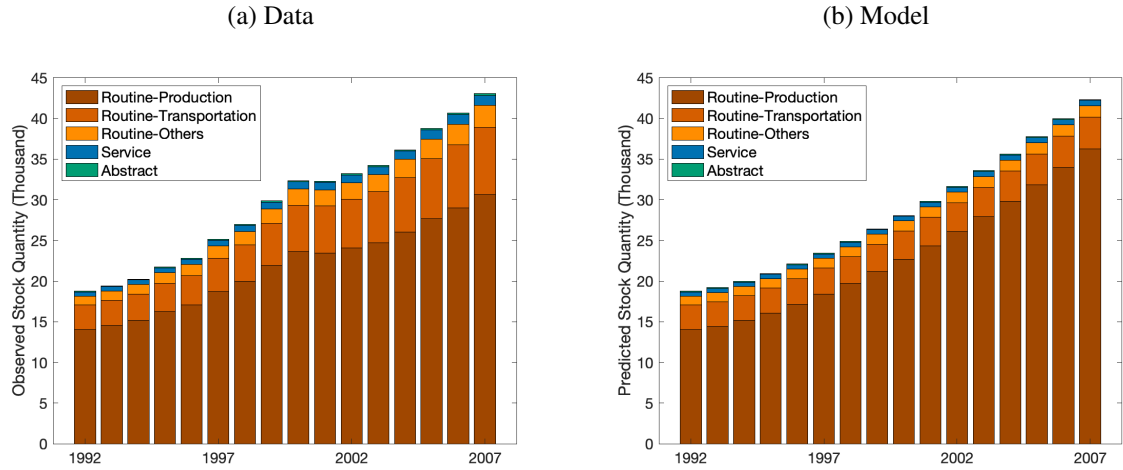 (a) Data
Observed Stock Quantity (Thousand)
45
40
35
30
25
20
15
10
5
0
Routine-Production
Routine-Transportation
Routine-Others
Service
Abstract
1992 1997 2002 2007
(b) Model
Predicted Stock Quantity (Thousand)
45
40
35
30
25
20
15
10
5
0
Routine-Production
Routine-Transportation
Routine-Others
Service
Abstract
1992 1997 2002 2007